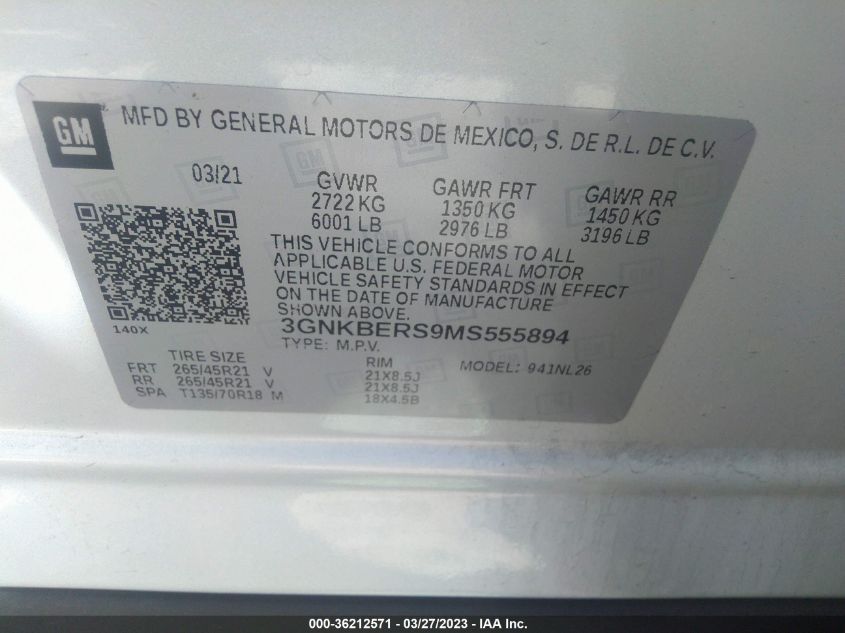 GM
MFD BY GENERAL MOTORS DE MEXICO, S. DE R.L. DE C.V.
03/21
GVWR GAWR FRT GAWR RR
2722 KG 1350 KG 1450 KG
6001 LB 2976 LB 3196 LB
THIS VEHICLE CONFORMS TO ALL
APPLICABLE U.S. FEDERAL MOTOR
VEHICLE SAFETY STANDARDS IN EFFECT
ON THE DATE OF MANUFACTURE
SHOWN ABOVE.
140X
3GNKBERS9MS555894
TYPE: M.P.V. MODEL: 941NL26
TIRE SIZE RIM
FRT 265/45R21 V 21X8.5J
RR 265/45R21 V 21X8.5J
SPA T135/70R18 M 18X4.5B
000-36212571 - 03/27/2023 - IAA Inc.